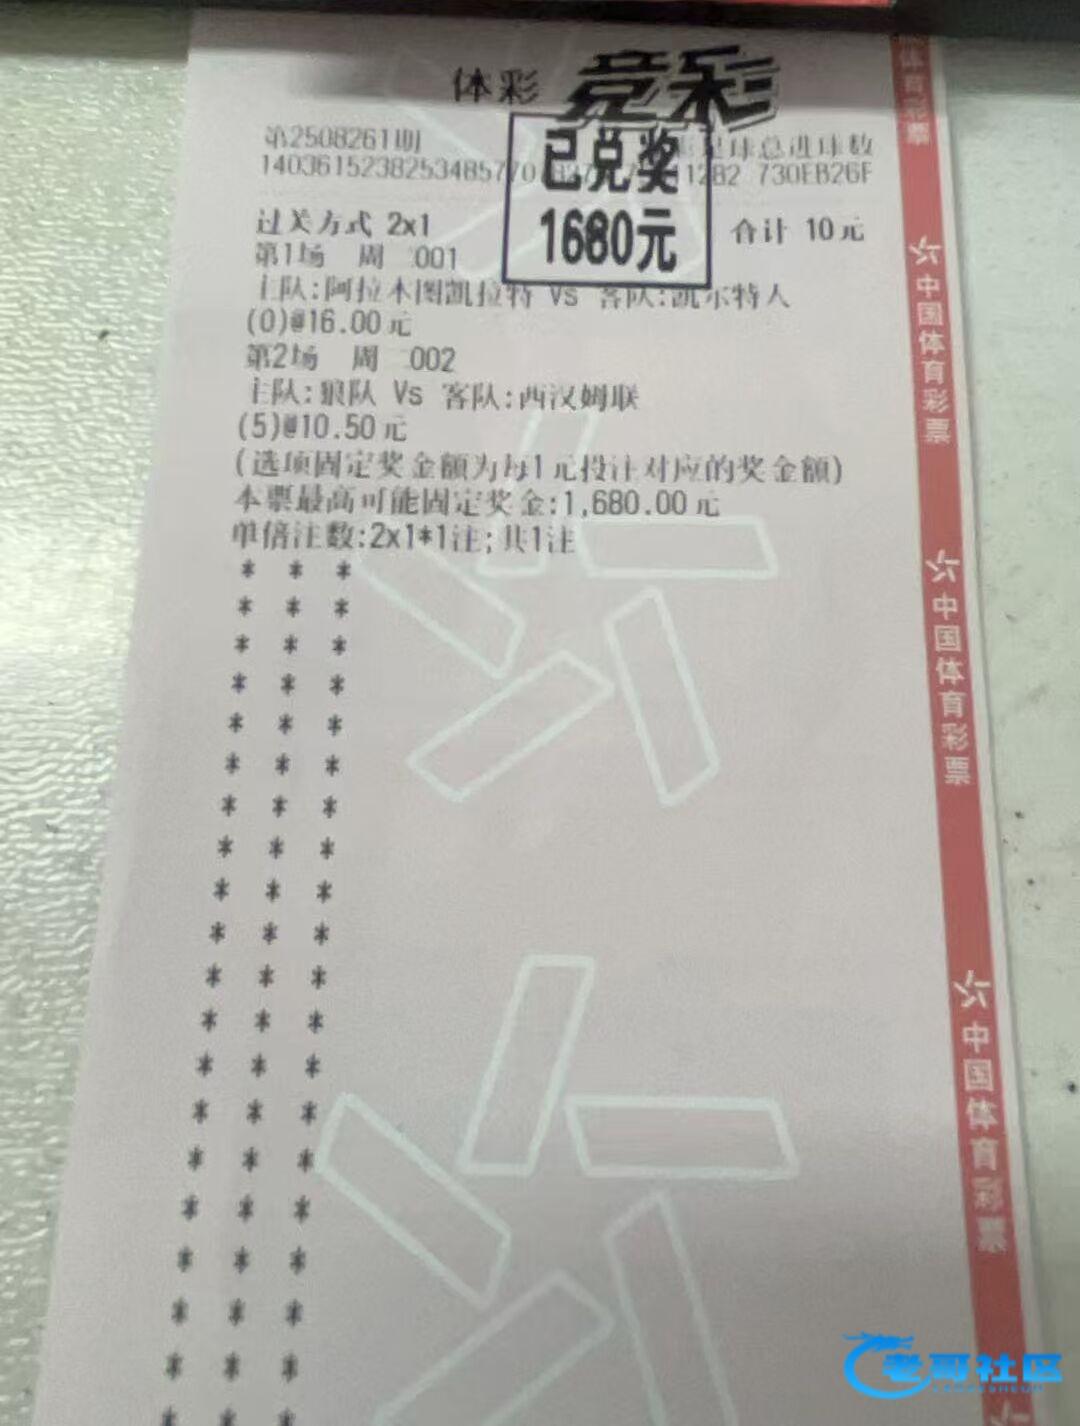 体彩 竞彩
第2508261期 足球总进球数
已兑奖
1680元
730EB26F
过关方式 2x1 合计 10元
第1场 周二001
主队:阿拉木图凯拉特 Vs 客队:凯尔特人
(0)@16.00元
第2场 周二002
主队:狼队 Vs 客队:西汉姆联
(5)@10.50元
(选项固定奖金额为每1元投注对应的奖金额)
本票最高可能固定奖金:1,680.00元
单倍注数:2x1*1注;共1注
体育彩票
中国体育彩票
中国体育彩票
中国体育彩票
老哥社区